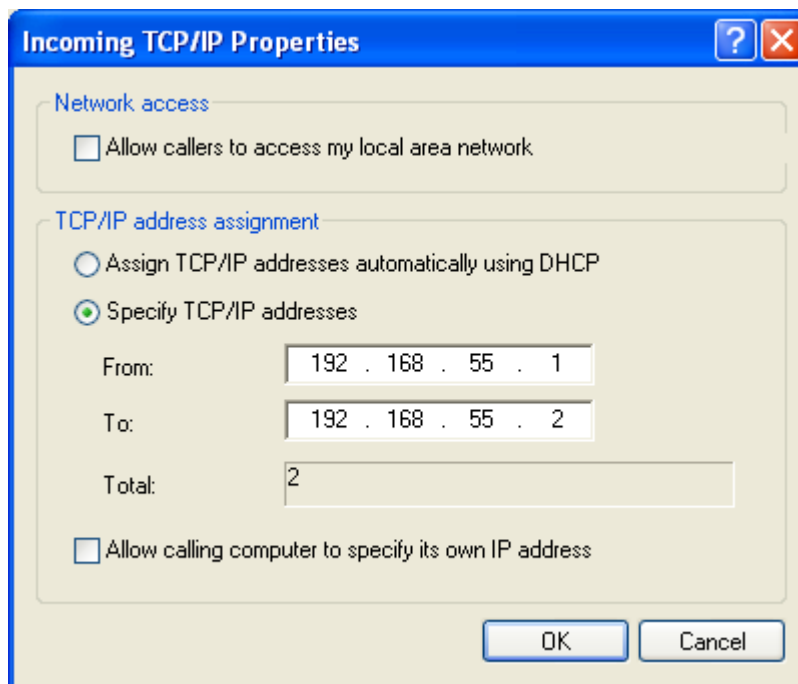 Incoming TCP/IP Properties
Network access
Allow callers to access my local area network
TCP/IP address assignment
Assign TCP/IP addresses automatically using DHCP
Specify TCP/IP addresses
From: 192 . 168 . 55 . 1
To: 192 . 168 . 55 . 2
Total: 2
Allow calling computer to specify its own IP address
OK Cancel